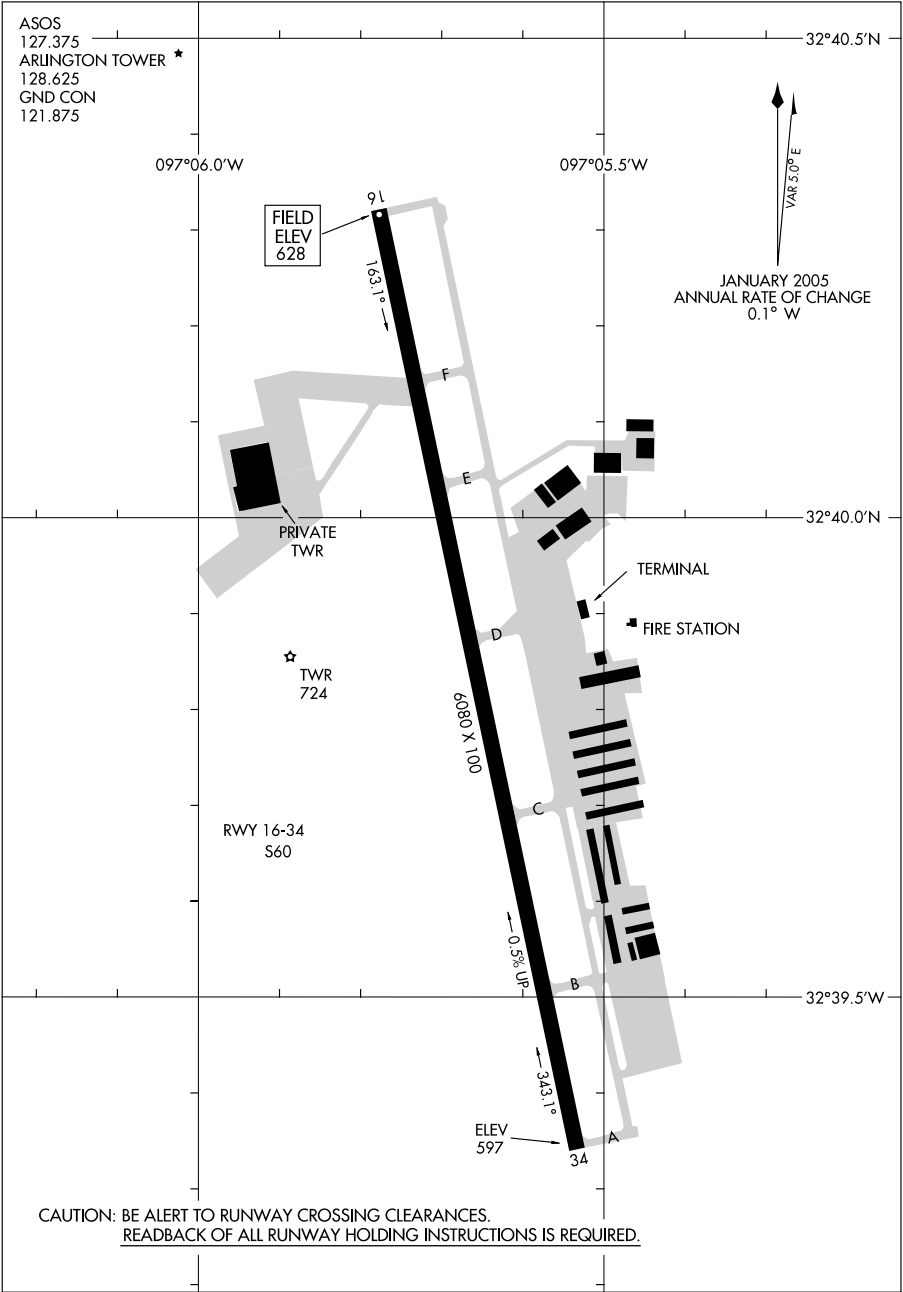 ASOS
127.375
ARLINGTON TOWER
128.625
GND CON
121.875
32°40.5'N
097°06.0'W
097°05.5'W
VAR 5.0° E
JANUARY 2005
ANNUAL RATE OF CHANGE
0.1° W
16
FIELD
ELEV
628
163.1°
F
E
PRIVATE
TWR
32°40.0'N
TERMINAL
FIRE STATION
D
TWR
724
6080 X 100
C
RWY 16-34
S60
0.5% UP
B
32°39.5'W
343.1°
ELEV
597
A
34
CAUTION: BE ALERT TO RUNWAY CROSSING CLEARANCES.
READBACK OF ALL RUNWAY HOLDING INSTRUCTIONS IS REQUIRED.